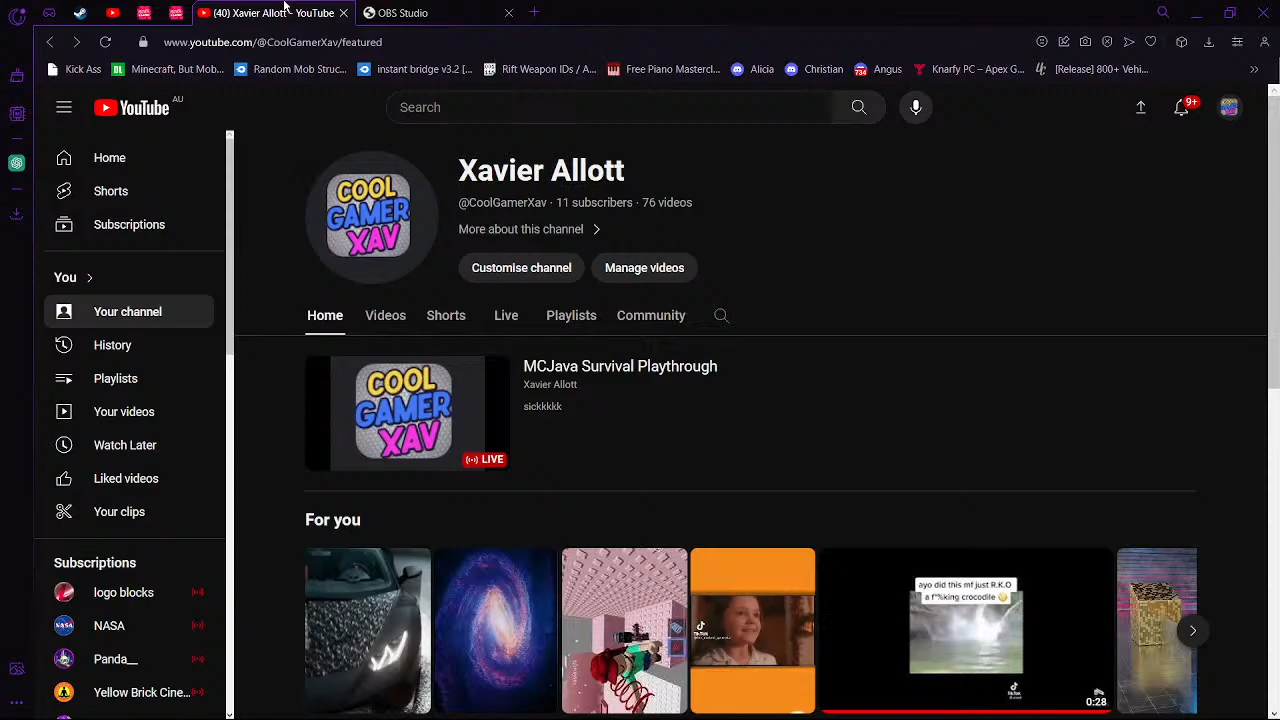 (40) Xavier Allott - YouTube
OBS Studio
www.youtube.com/@CoolGamerXav/featured
Kick Ass
Minecraft, But Mob...
Random Mob Struc...
instant bridge v3.2 [...
Rift Weapon IDs / A...
Free Piano Mastercl...
Alicia
Christian
734
Angus
Knarfy PC – Apex G...
[Release] 800+ Vehi...
YouTube
AU
Search
9+
Home
Shorts
Subscriptions
You
Your channel
History
Playlists
Your videos
Watch Later
Liked videos
Your clips
Subscriptions
logo blocks
NASA
Panda__
Yellow Brick Cine...
COOL
GAMER
XAV
Xavier Allott
@CoolGamerXav · 11 subscribers · 76 videos
More about this channel
Customise channel
Manage videos
Home
Videos
Shorts
Live
Playlists
Community
COOL
GAMER
XAV
LIVE
MCJava Survival Playthrough
Xavier Allott
sickkkkk
For you
TikTok
ayo did this mf just R.K.O
a f*%king crocodile
TikTok
0:28